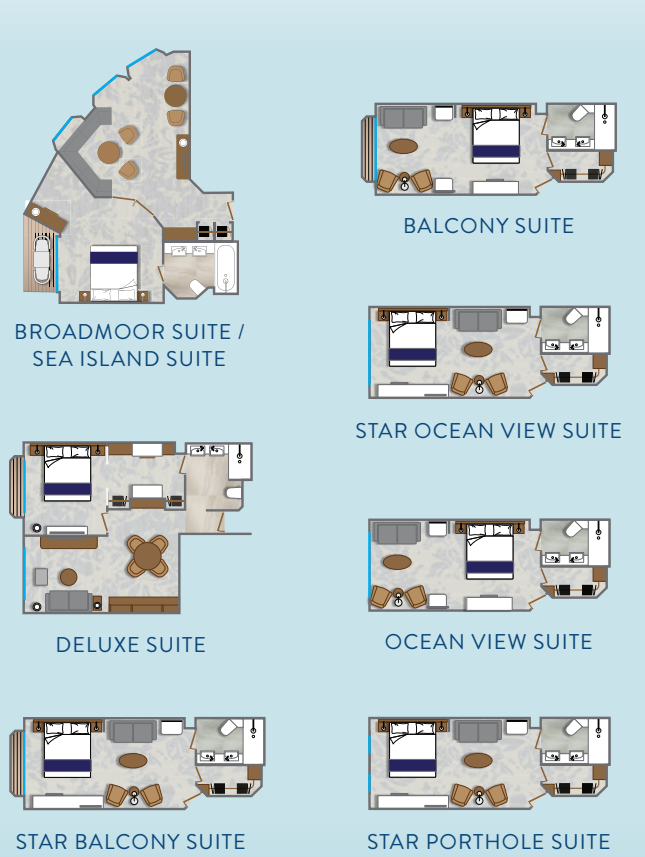 BROADMOOR SUITE /
SEA ISLAND SUITE
DELUXE SUITE
STAR BALCONY SUITE
BALCONY SUITE
STAR OCEAN VIEW SUITE
OCEAN VIEW SUITE
STAR PORTHOLE SUITE